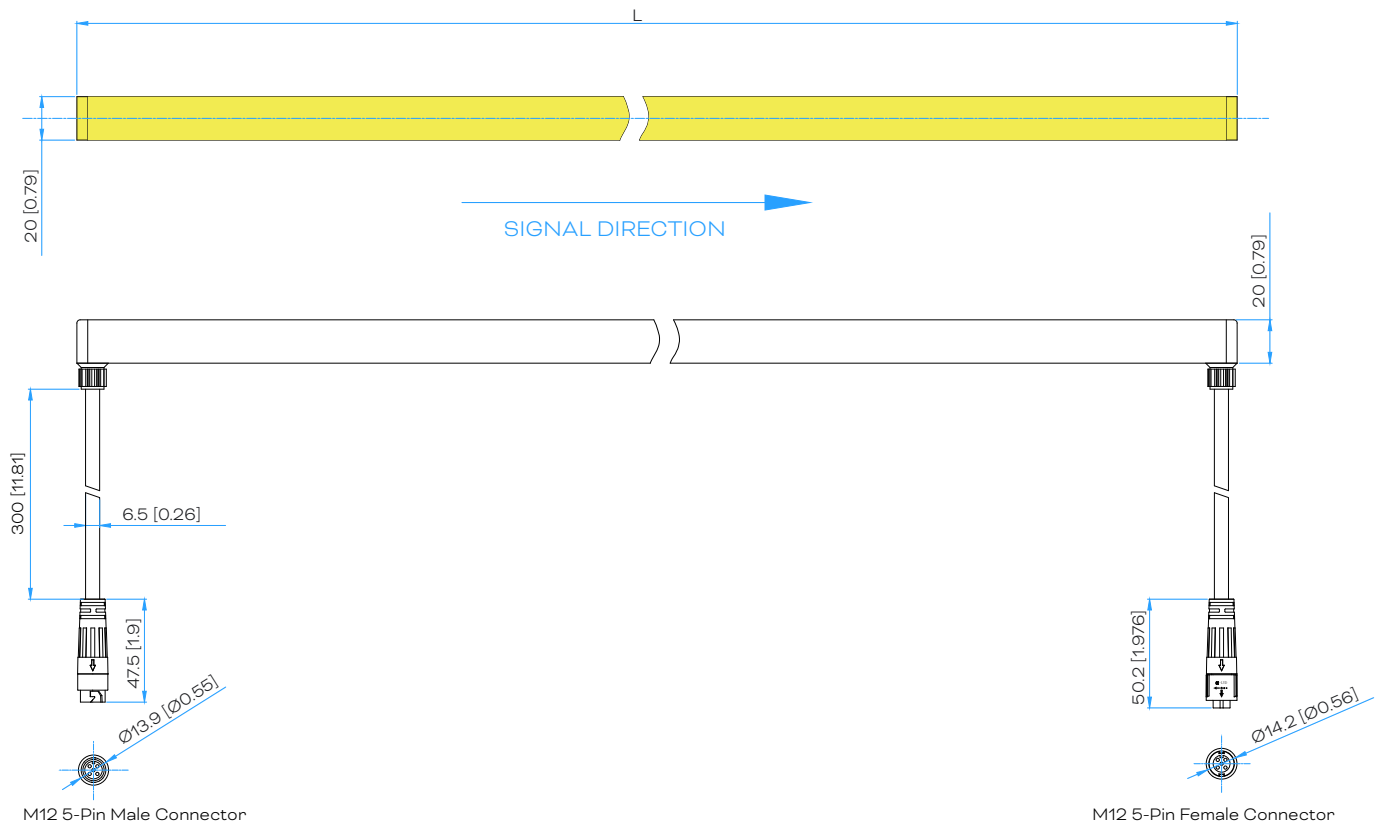 L
20 [0.79]
SIGNAL DIRECTION
20 [0.79]
300 [11.81]
6.5 [0.26]
47.5 [1.9]
50.2 [1.976]
Ø13.9 [Ø0.55]
Ø14.2 [Ø0.56]
M12 5-Pin Male Connector
M12 5-Pin Female Connector